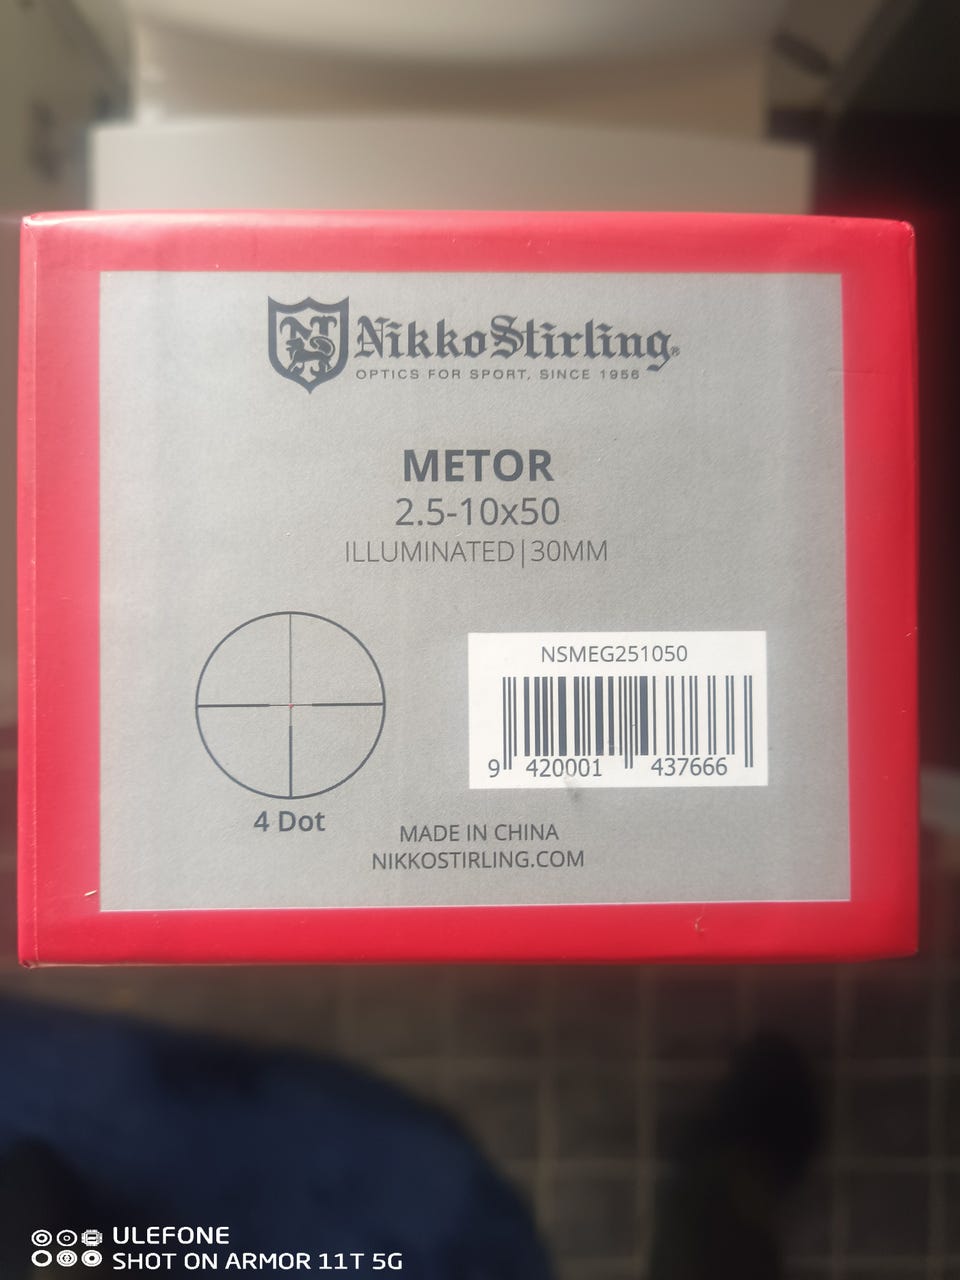 NikkoStirling®
OPTICS FOR SPORT, SINCE 1956
METOR
2.5-10x50
ILLUMINATED|30MM
NSMEG251050
9 420001 437666
4 Dot
MADE IN CHINA
NIKKOSTIRLING.COM
ULEFONE
SHOT ON ARMOR 11T 5G